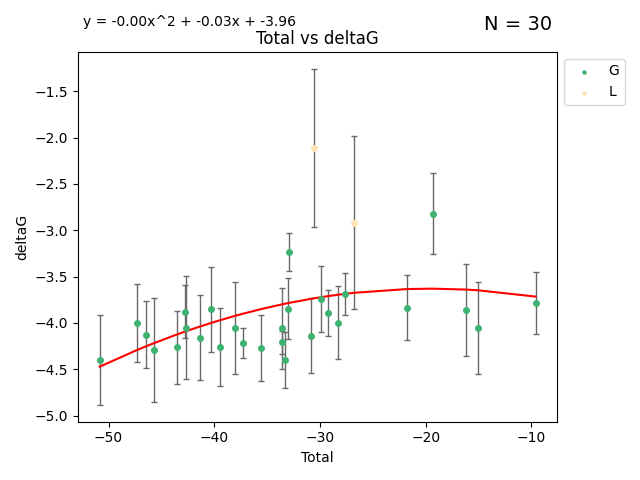 y = -0.00x^2 + -0.03x + -3.96
N = 30
Total vs deltaG
G
L
deltaG
−1.5
−2.0
−2.5
−3.0
−3.5
−4.0
−4.5
−5.0
−50 −40 −30 −20 −10
Total